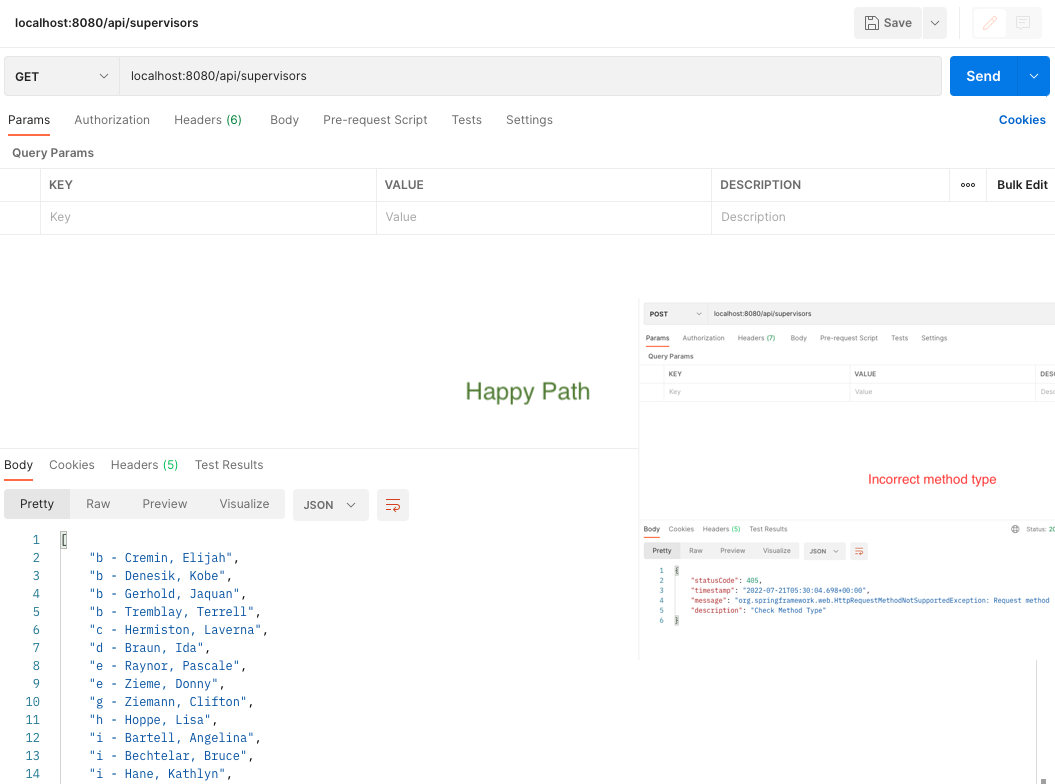 localhost:8080/api/supervisors
Save
GET localhost:8080/api/supervisors Send
Params Authorization Headers (6) Body Pre-request Script Tests Settings Cookies
Query Params
KEY VALUE DESCRIPTION ooo Bulk Edit
Key Value Description
Happy Path
Body Cookies Headers (5) Test Results
Pretty Raw Preview Visualize JSON
1 [
2 "b - Cremin, Elijah",
3 "b - Denesik, Kobe",
4 "b - Gerhold, Jaquan",
5 "b - Tremblay, Terrell",
6 "c - Hermiston, Laverna",
7 "d - Braun, Ida",
8 "e - Raynor, Pascale",
9 "e - Zieme, Donny",
10 "g - Ziemann, Clifton",
11 "h - Hoppe, Lisa",
12 "i - Bartell, Angelina",
13 "i - Bechtelar, Bruce",
14 "i - Hane, Kathlyn",
POST localhost:8080/api/supervisors
Params Authorization Headers (7) Body Pre-request Script Tests Settings
Query Params
KEY VALUE DESC
Key Value Desc
Incorrect method type
Body Cookies Headers (5) Test Results Status: 20
Pretty Raw Preview Visualize JSON
1 {
2 "statusCode": 405,
3 "timestamp": "2022-07-21T05:30:04.698+00:00",
4 "message": "org.springframework.web.HttpRequestMethodNotSupportedException: Request method
5 "description": "Check Method Type"
6 }